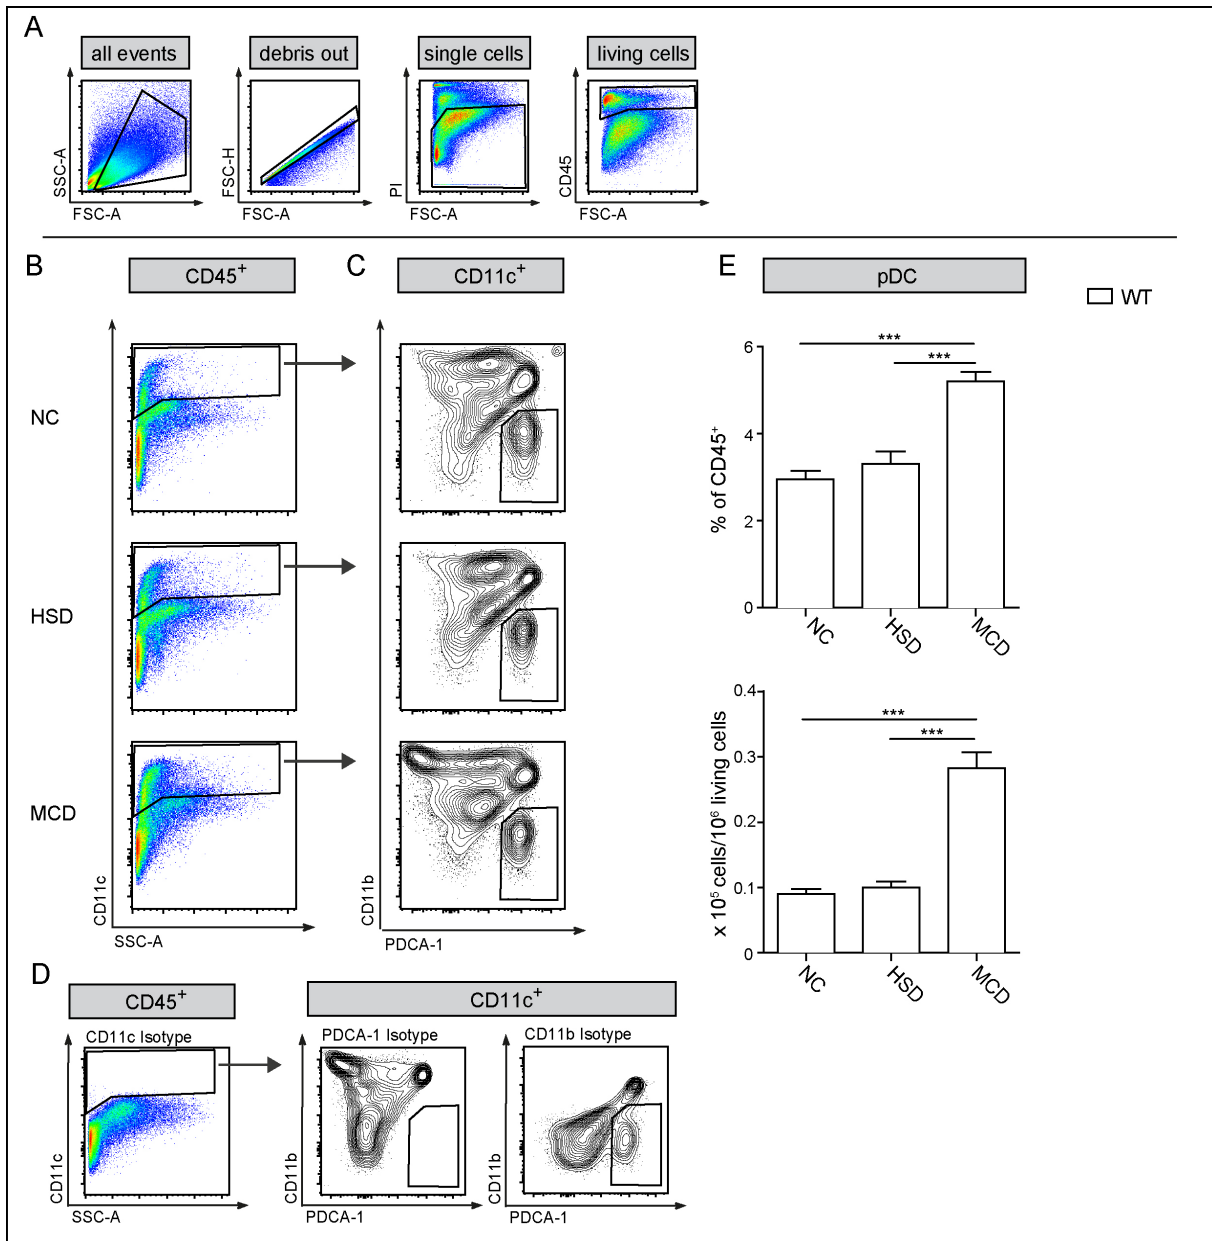 A
all events
debris out
single cells
living cells
SSC-A
FSC-A
FSC-H
FSC-A
PI
FSC-A
CD45
FSC-A
B
CD45+
C
CD11c+
E
pDC
WT
NC
HSD
MCD
CD11c
SSC-A
CD11b
PDCA-1
6
4
2
0
% of CD45+
***
***
NC
HSD
MCD
0.4
0.3
0.2
0.1
0
x 10⁵ cells/10⁶ living cells
***
***
NC
HSD
MCD
D
CD45+
CD11c+
CD11c Isotype
PDCA-1 Isotype
CD11b Isotype
CD11c
SSC-A
CD11b
PDCA-1
CD11b
PDCA-1